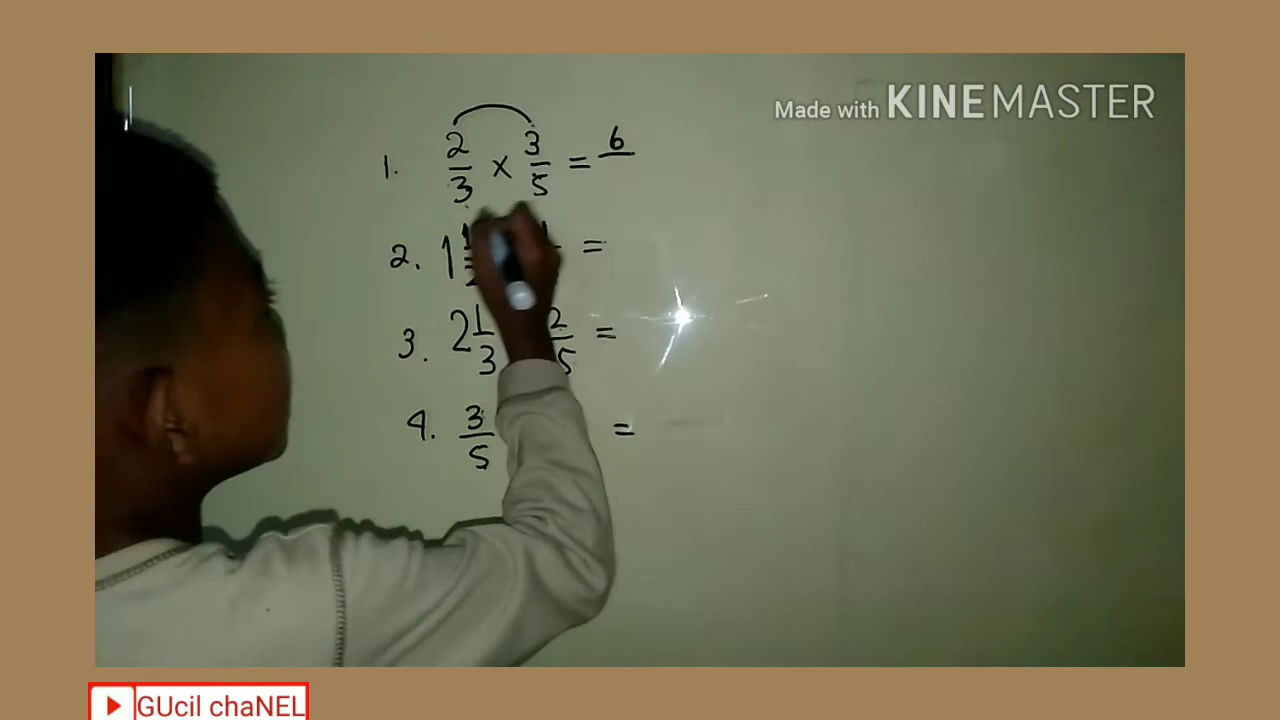 Made with KINEMASTER
1. 2/3 x 3/5 = 6
2. 1 =
3. 2 1/3 2/5 =
4. 3/5 =
GUcil chaNEL